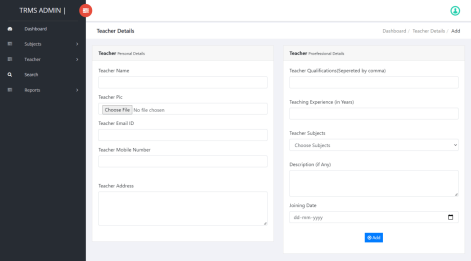 TRMS ADMIN |
Dashboard
Subjects
Teacher
Search
Reports
Teacher Details
Dashboard / Teacher Details / Add
Teacher Personal Details
Teacher Name
Teacher Pic
Choose File No file chosen
Teacher Email ID
Teacher Mobile Number
Teacher Address
Teacher Proefessional Details
Teacher Qualifications(Sepereted by comma)
Teaching Experience (in Years)
Teacher Subjects
Choose Subjects
Description (if Any)
Joining Date
dd-mm-yyyy
Add